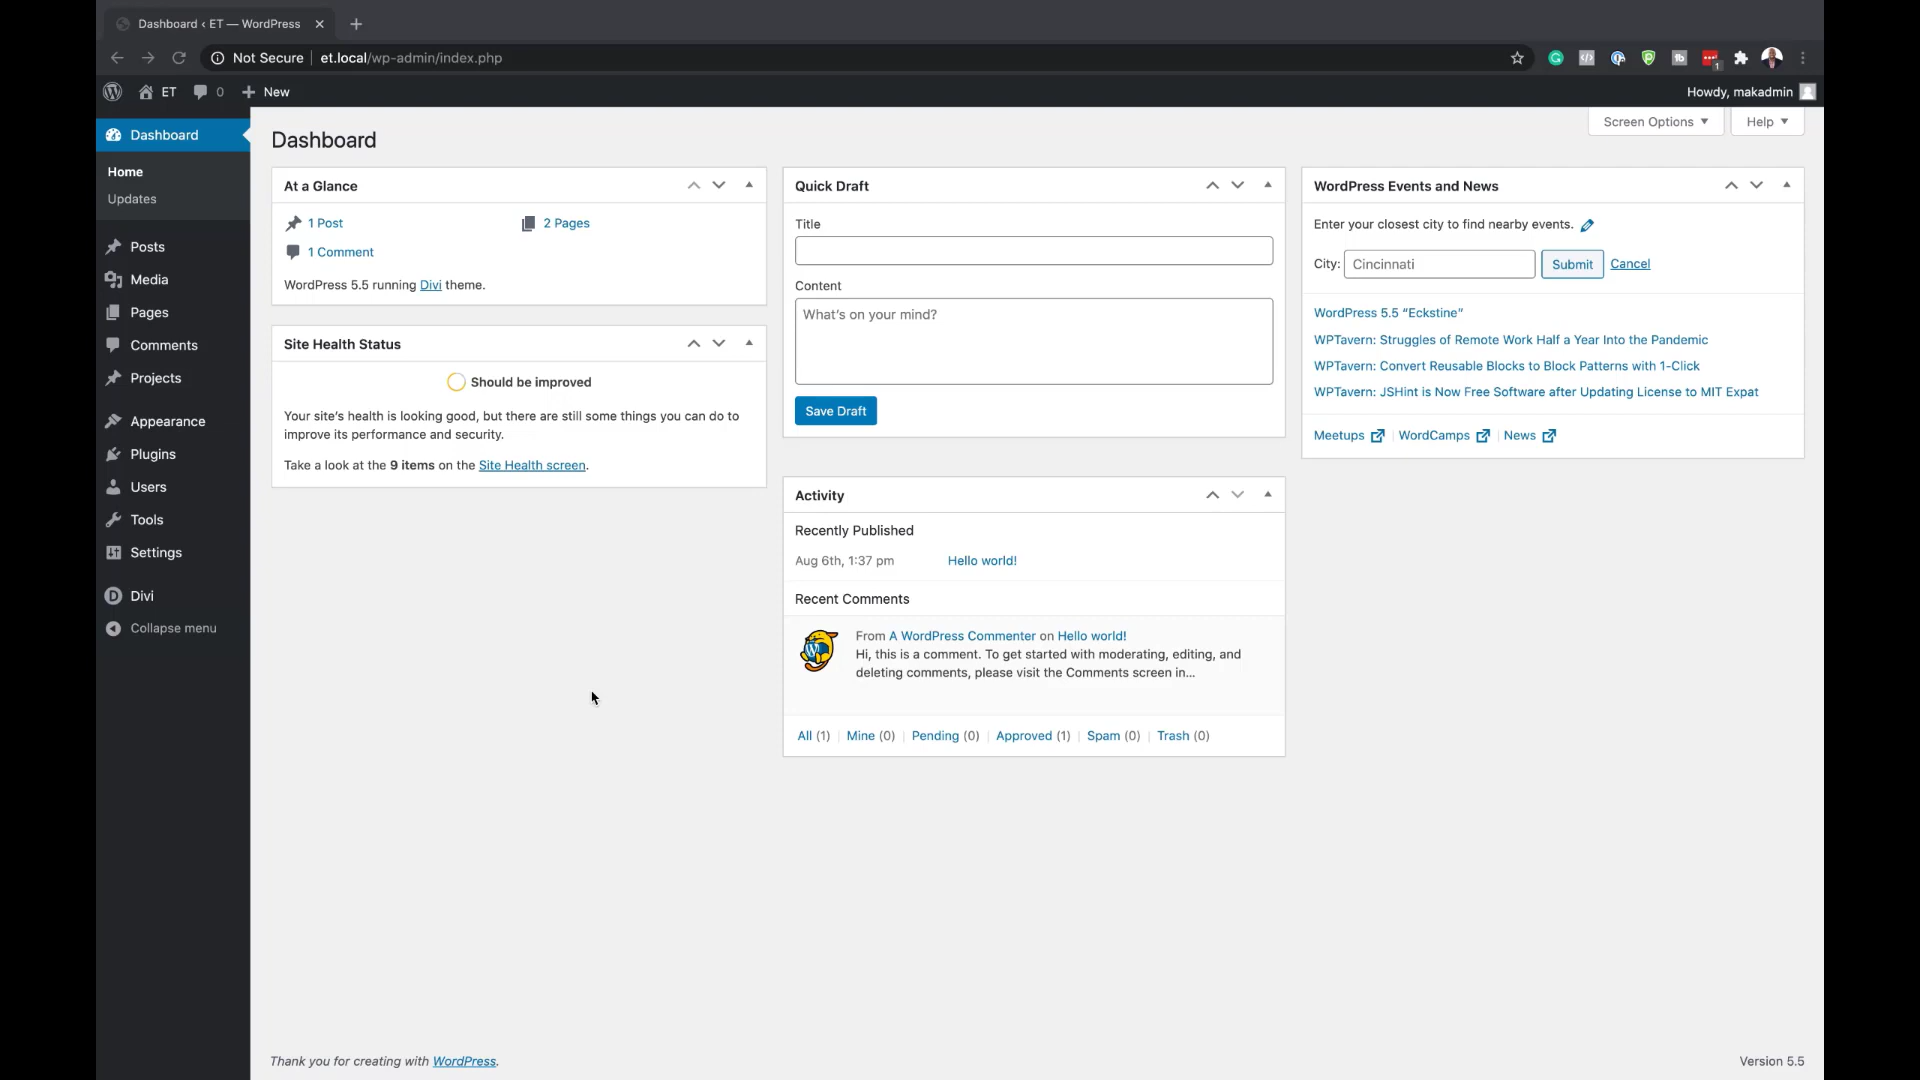 Dashboard ‹ ET — WordPress
Not Secure | et.local/wp-admin/index.php
ET 0 New
Howdy, makadmin
Dashboard
Home
Updates
Posts
Media
Pages
Comments
Projects
Appearance
Plugins
Users
Tools
Settings
Divi
Collapse menu
Screen Options
Help
Dashboard
At a Glance
1 Post
2 Pages
1 Comment
WordPress 5.5 running Divi theme.
Site Health Status
Should be improved
Your site's health is looking good, but there are still some things you can do to
improve its performance and security.
Take a look at the 9 items on the Site Health screen.
Quick Draft
Title
Content
What's on your mind?
Save Draft
Activity
Recently Published
Aug 6th, 1:37 pm Hello world!
Recent Comments
From A WordPress Commenter on Hello world!
Hi, this is a comment. To get started with moderating, editing, and
deleting comments, please visit the Comments screen in...
All (1) | Mine (0) | Pending (0) | Approved (1) | Spam (0) | Trash (0)
WordPress Events and News
Enter your closest city to find nearby events.
City: Cincinnati Submit Cancel
WordPress 5.5 “Eckstine”
WPTavern: Struggles of Remote Work Half a Year Into the Pandemic
WPTavern: Convert Reusable Blocks to Block Patterns with 1-Click
WPTavern: JSHint is Now Free Software after Updating License to MIT Expat
Meetups | WordCamps | News
Thank you for creating with WordPress.
Version 5.5